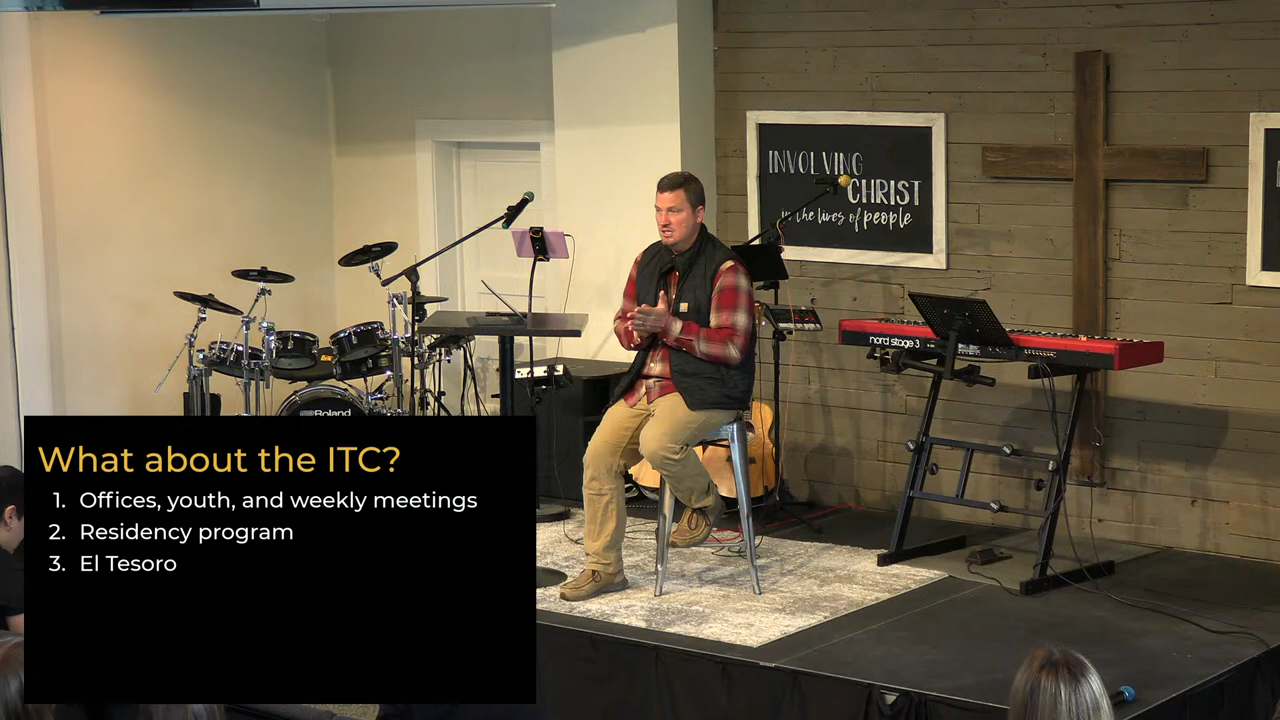 INVOLVING
CHRIST
in the lives of people
nord stage 3
Roland
What about the ITC?
1. Offices, youth, and weekly meetings
2. Residency program
3. El Tesoro